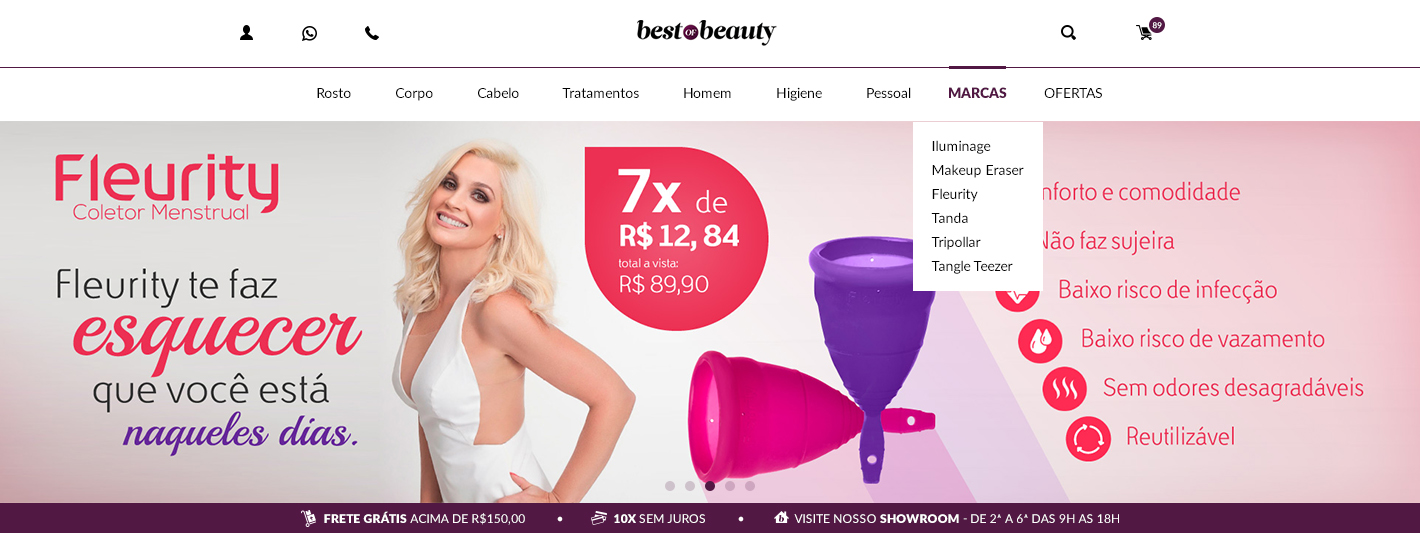 best OF beauty
89
Rosto
Corpo
Cabelo
Tratamentos
Homem
Higiene
Pessoal
MARCAS
OFERTAS
Iluminage
Makeup Eraser
Fleurity
Tanda
Tripollar
Tangle Teezer
Fleurity
Coletor Menstrual
Fleurity te faz
esquecer
que você está
naqueles dias.
7x de
R$ 12, 84
total a vista:
R$ 89,90
nforto e comodidade
Não faz sujeira
Baixo risco de infecção
Baixo risco de vazamento
Sem odores desagradáveis
Reutilizável
FRETE GRÁTIS ACIMA DE R$150,00
10X SEM JUROS
VISITE NOSSO SHOWROOM - DE 2ª A 6ª DAS 9H AS 18H